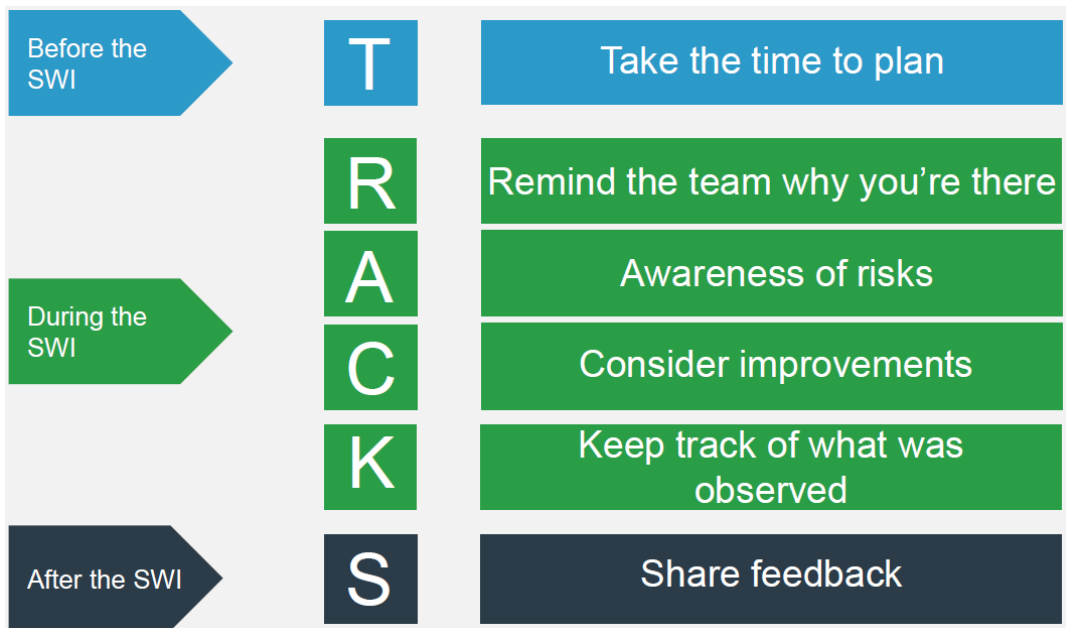 Before the
SWI
T
Take the time to plan
R
Remind the team why you’re there
A
Awareness of risks
During the
SWI
C
Consider improvements
K
Keep track of what was
observed
After the SWI
S
Share feedback